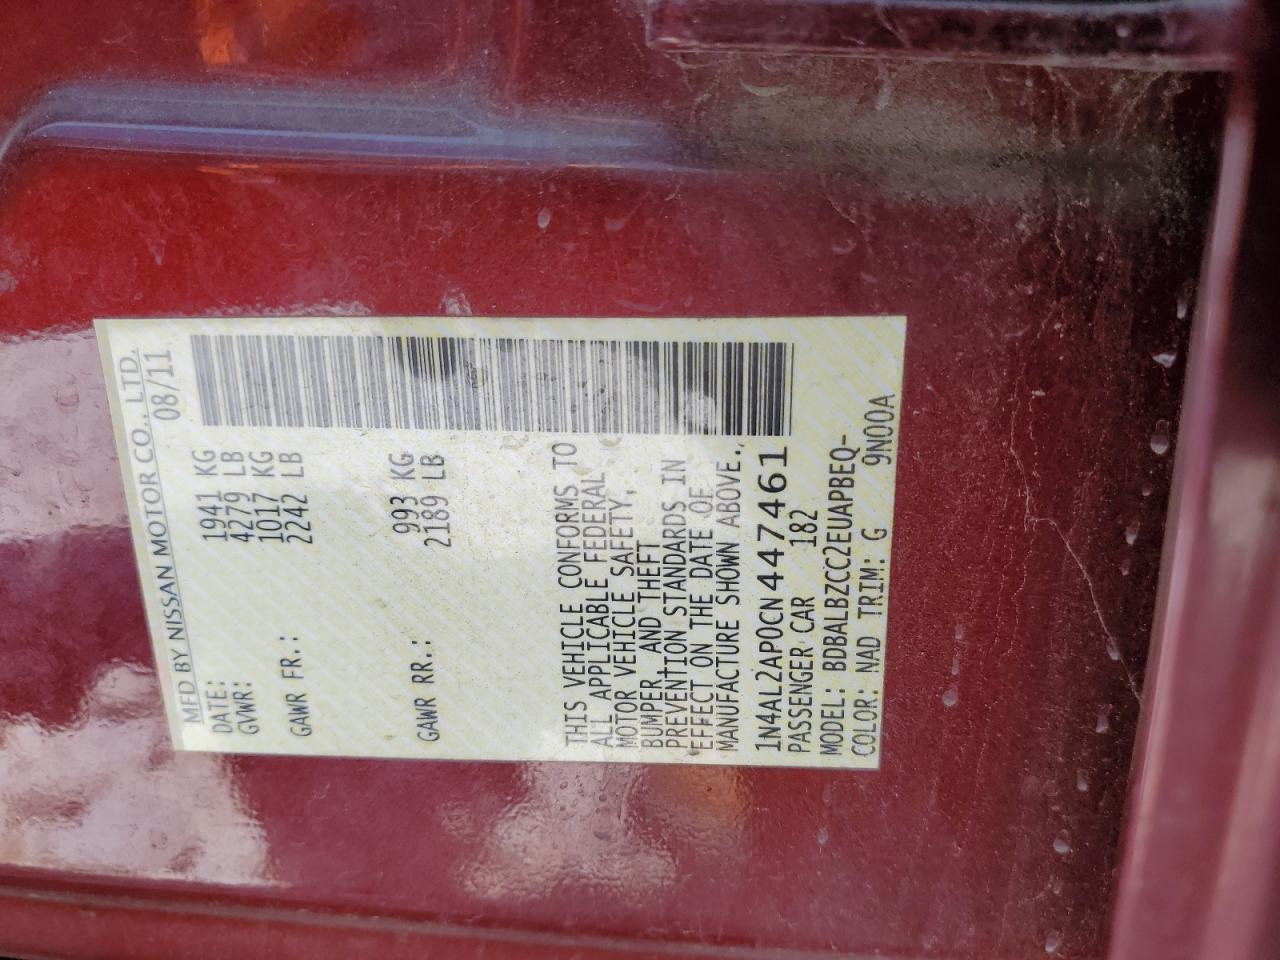 MFD BY NISSAN MOTOR CO., LTD.
DATE: 08/11
GVWR: 1941 KG
4279 LB
GAWR FR.: 1017 KG
2242 LB
GAWR RR.: 993 KG
2189 LB
THIS VEHICLE CONFORMS TO
ALL APPLICABLE FEDERAL
MOTOR VEHICLE SAFETY,
BUMPER, AND THEFT
PREVENTION STANDARDS IN
EFFECT ON THE DATE OF
MANUFACTURE SHOWN ABOVE.
1N4AL2AP0CN447461
PASSENGER CAR 182
MODEL: BDBALBZCC2EUAPBEQ-
COLOR: NAD TRIM: G 9N00A